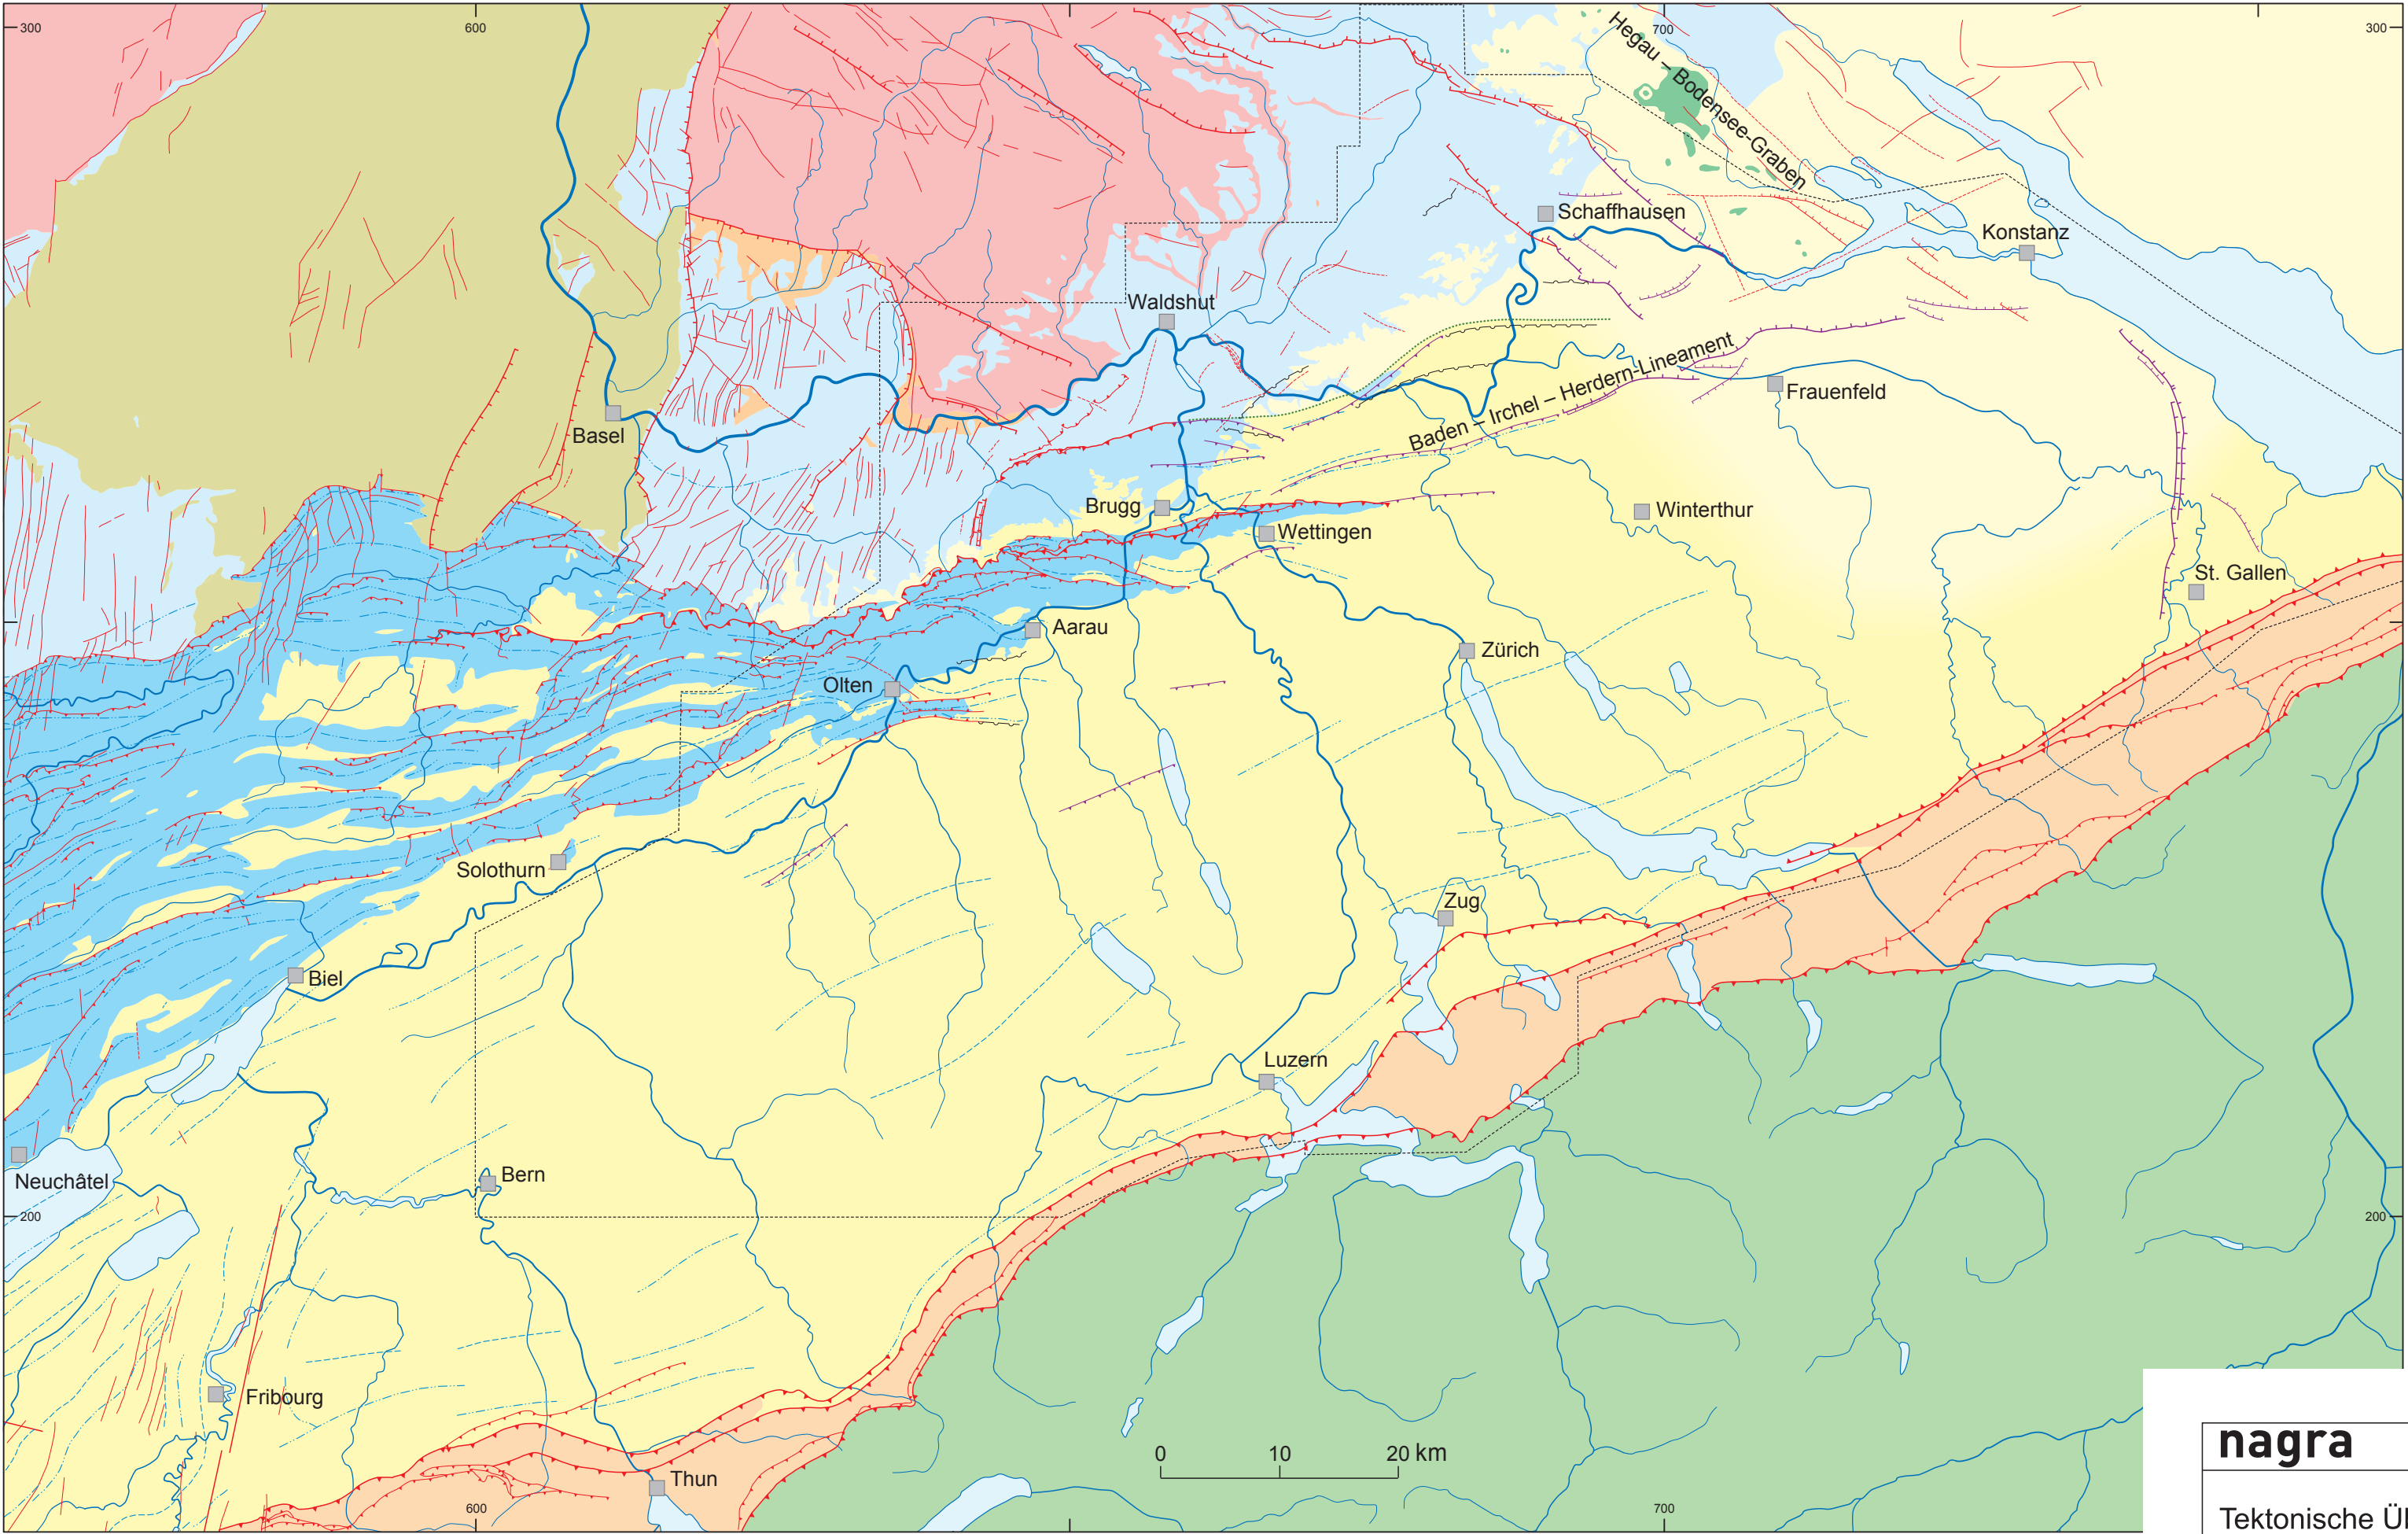 300
600
700
300
Hegau – Bodensee-Graben
Schaffhausen
Konstanz
Waldshut
Baden – Irchel – Herdern-Lineament
Frauenfeld
Basel
Brugg
Wettingen
Winterthur
St. Gallen
Aarau
Zürich
Olten
Solothurn
Zug
Biel
Luzern
Bern
Neuchâtel
200
200
Fribourg
0 10 20 km
Thun
600
700
nagra
Tektonische